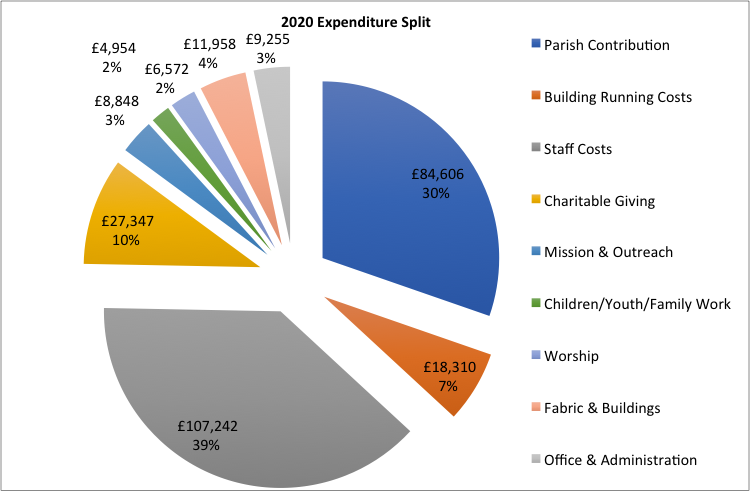 2020 Expenditure Split
£84,606
30%
£18,310
7%
£107,242
39%
£27,347
10%
£8,848
3%
£4,954
2%
£6,572
2%
£11,958
4%
£9,255
3%
Parish Contribution
Building Running Costs
Staff Costs
Charitable Giving
Mission & Outreach
Children/Youth/Family Work
Worship
Fabric & Buildings
Office & Administration